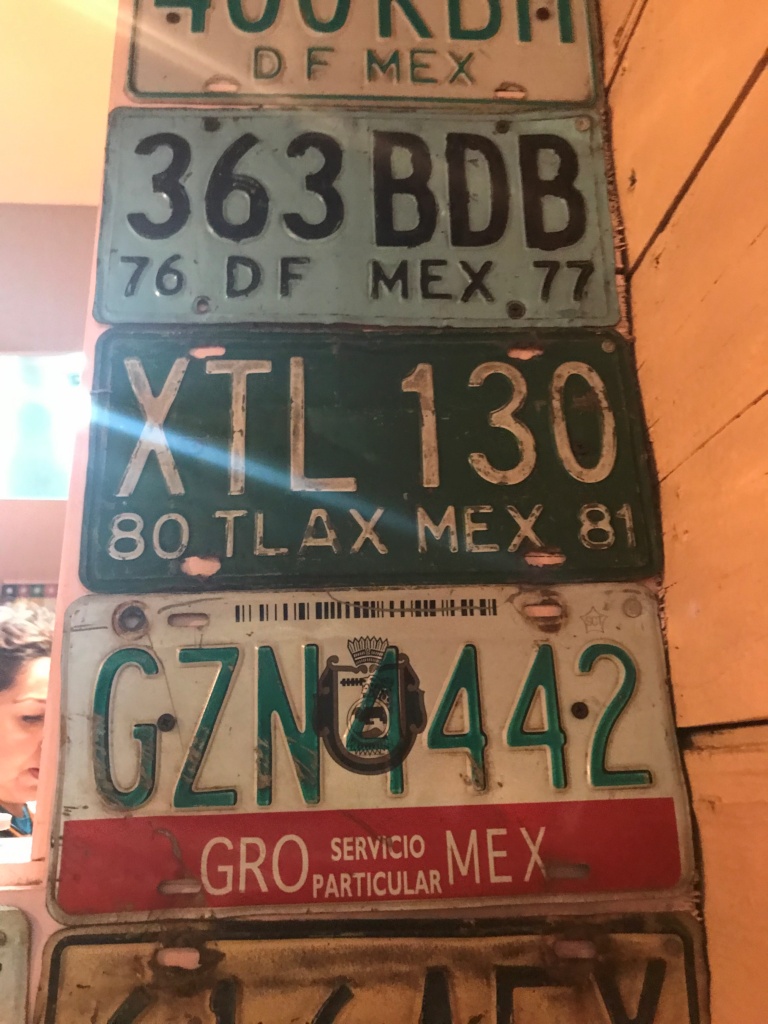 DF MEX
363 BDB
76 DF MEX 77
XTL 130
80 TLAX MEX 81
GZN 4442
GRO SERVICIO PARTICULAR MEX